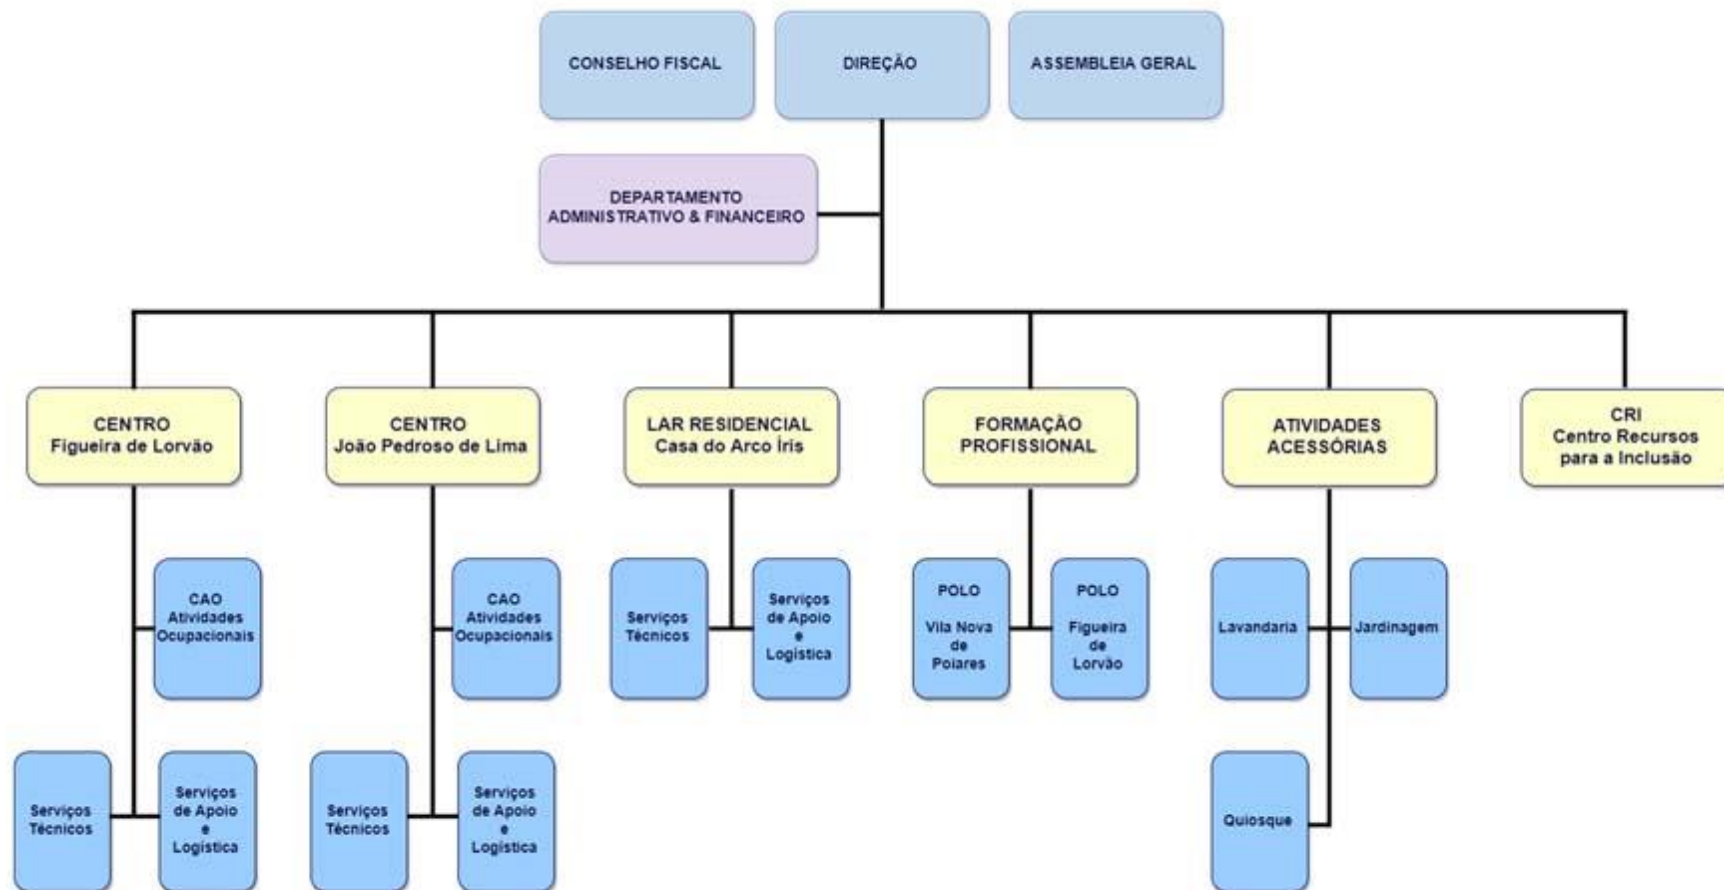 CONSELHO FISCAL
DIREÇÃO
ASSEMBLEIA GERAL
DEPARTAMENTO
ADMINISTRATIVO & FINANCEIRO
CENTRO
Figueira de Lorvão
CENTRO
João Pedroso de Lima
LAR RESIDENCIAL
Casa do Arco Íris
FORMAÇÃO
PROFISSIONAL
ATIVIDADES
ACESSÓRIAS
CRI
Centro Recursos
para a Inclusão
CAO
Atividades
Ocupacionais
CAO
Atividades
Ocupacionais
Serviços
Técnicos
Serviços
de Apoio
e
Logística
POLO
Vila Nova
de
Poiares
POLO
Figueira
de
Lorvão
Lavandaria
Jardinagem
Serviços
Técnicos
Serviços
de Apoio
e
Logística
Serviços
Técnicos
Serviços
de Apoio
e
Logística
Quiosque